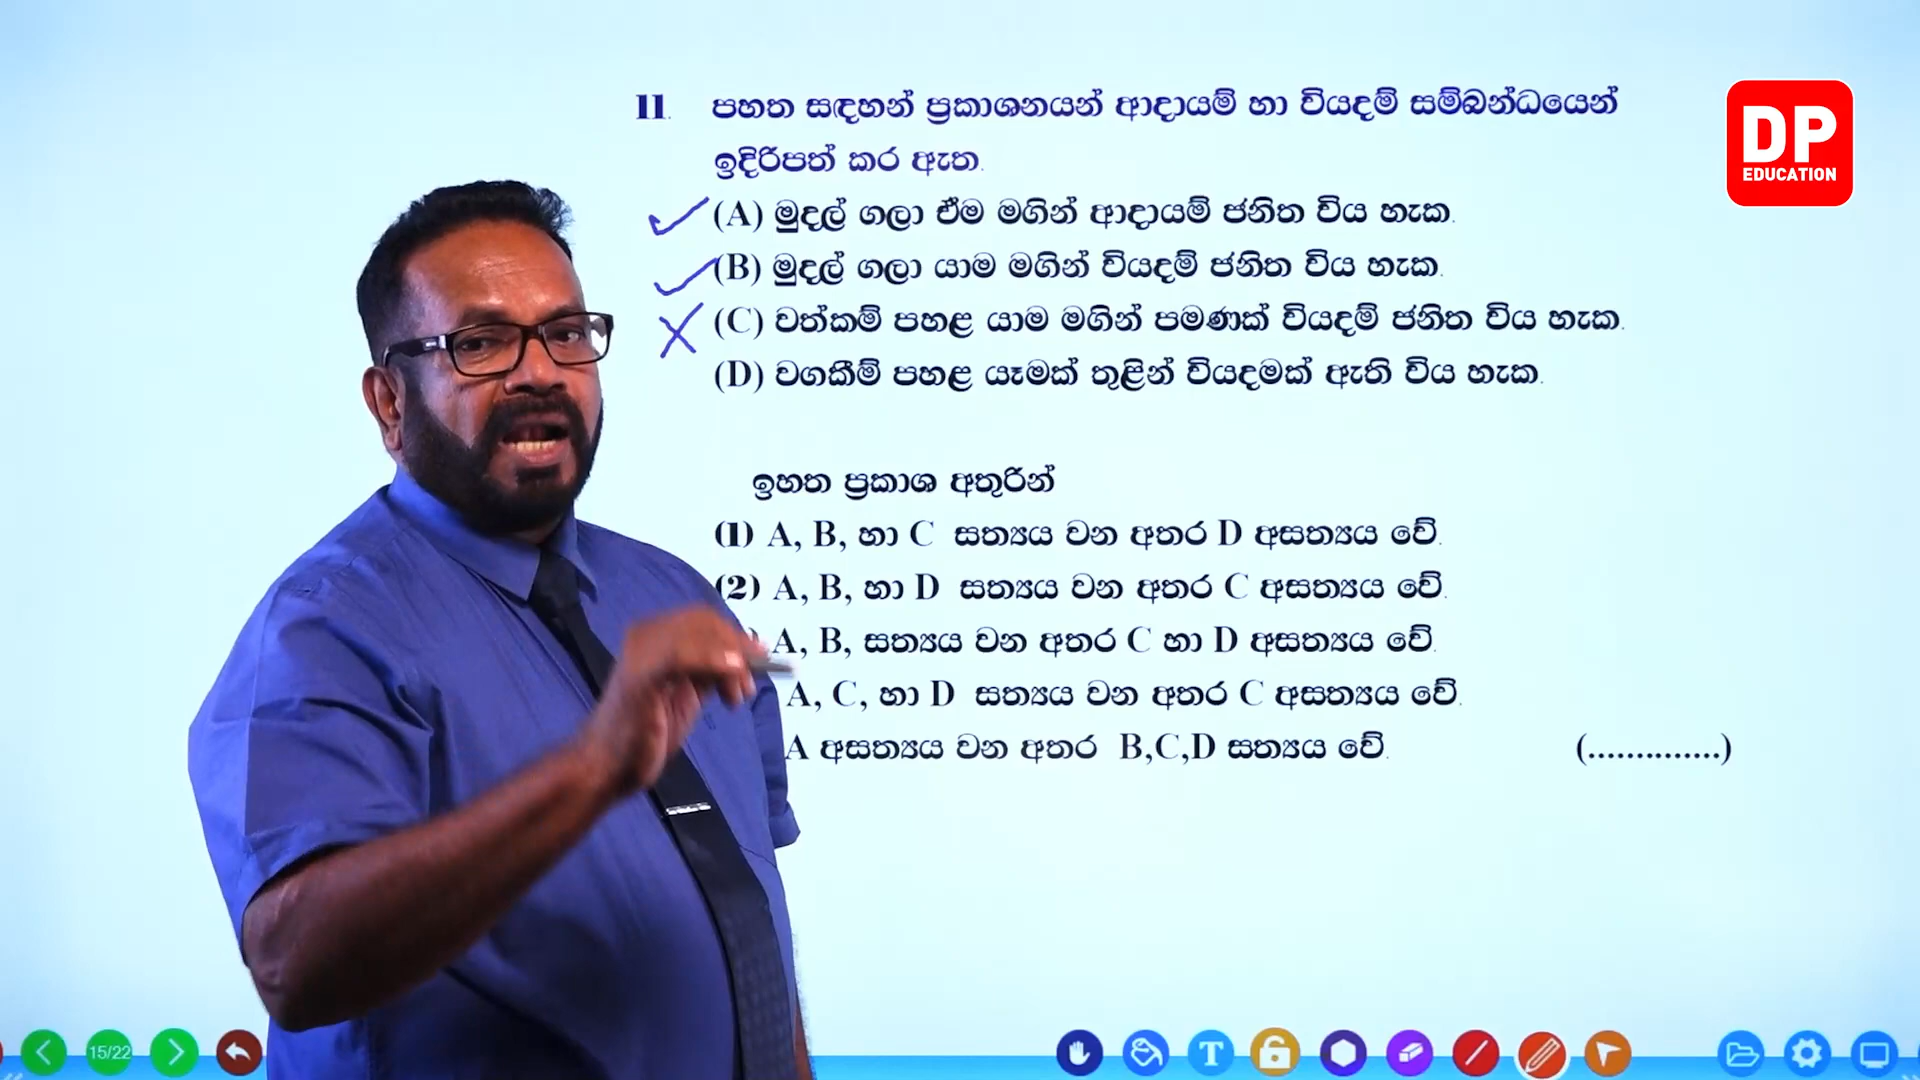 11. පහත සඳහන් ප්‍රකාශනයන් ආදායම් හා වියදම් සම්බන්ධයෙන්
ඉදිරිපත් කර ඇත.
(A) මුදල් ගලා ඒම මගින් ආදායම් ජනිත විය හැක.
(B) මුදල් ගලා යාම මගින් වියදම් ජනිත විය හැක.
(C) වත්කම් පහළ යාම මගින් පමණක් වියදම් ජනිත විය හැක.
(D) වගකීම් පහළ යෑමක් තුළින් වියදමක් ඇති විය හැක.
ඉහත ප්‍රකාශ අතුරින්
(1) A, B, හා C සත්‍යය වන අතර D අසත්‍යය වේ.
(2) A, B, හා D සත්‍යය වන අතර C අසත්‍යය වේ.
) A, B, සත්‍යය වන අතර C හා D අසත්‍යය වේ.
A, C, හා D සත්‍යය වන අතර C අසත්‍යය වේ.
A අසත්‍යය වන අතර B,C,D සත්‍යය වේ. (..............)
DP
EDUCATION
15/22
T